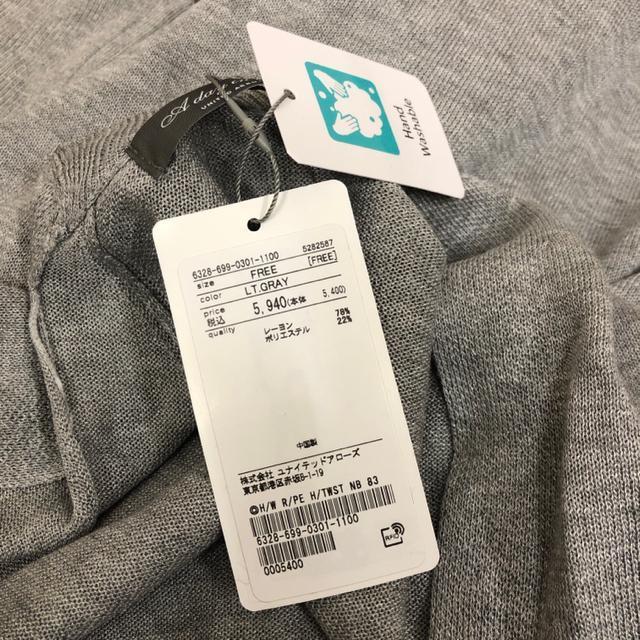 A da
UNIT
Hand
Washable
6328-699-0301-1100 5282587
size FREE [FREE]
color LT.GRAY
price 税込 5,940(本体 5,400)
quality レーヨン 78%
ポリエステル 22%
中国製
株式会社 ユナイテッドアローズ
東京都港区赤坂8-1-19
◎H/W R/PE H/TWST NB 83
6328-699-0301-1100
0005400
RFID